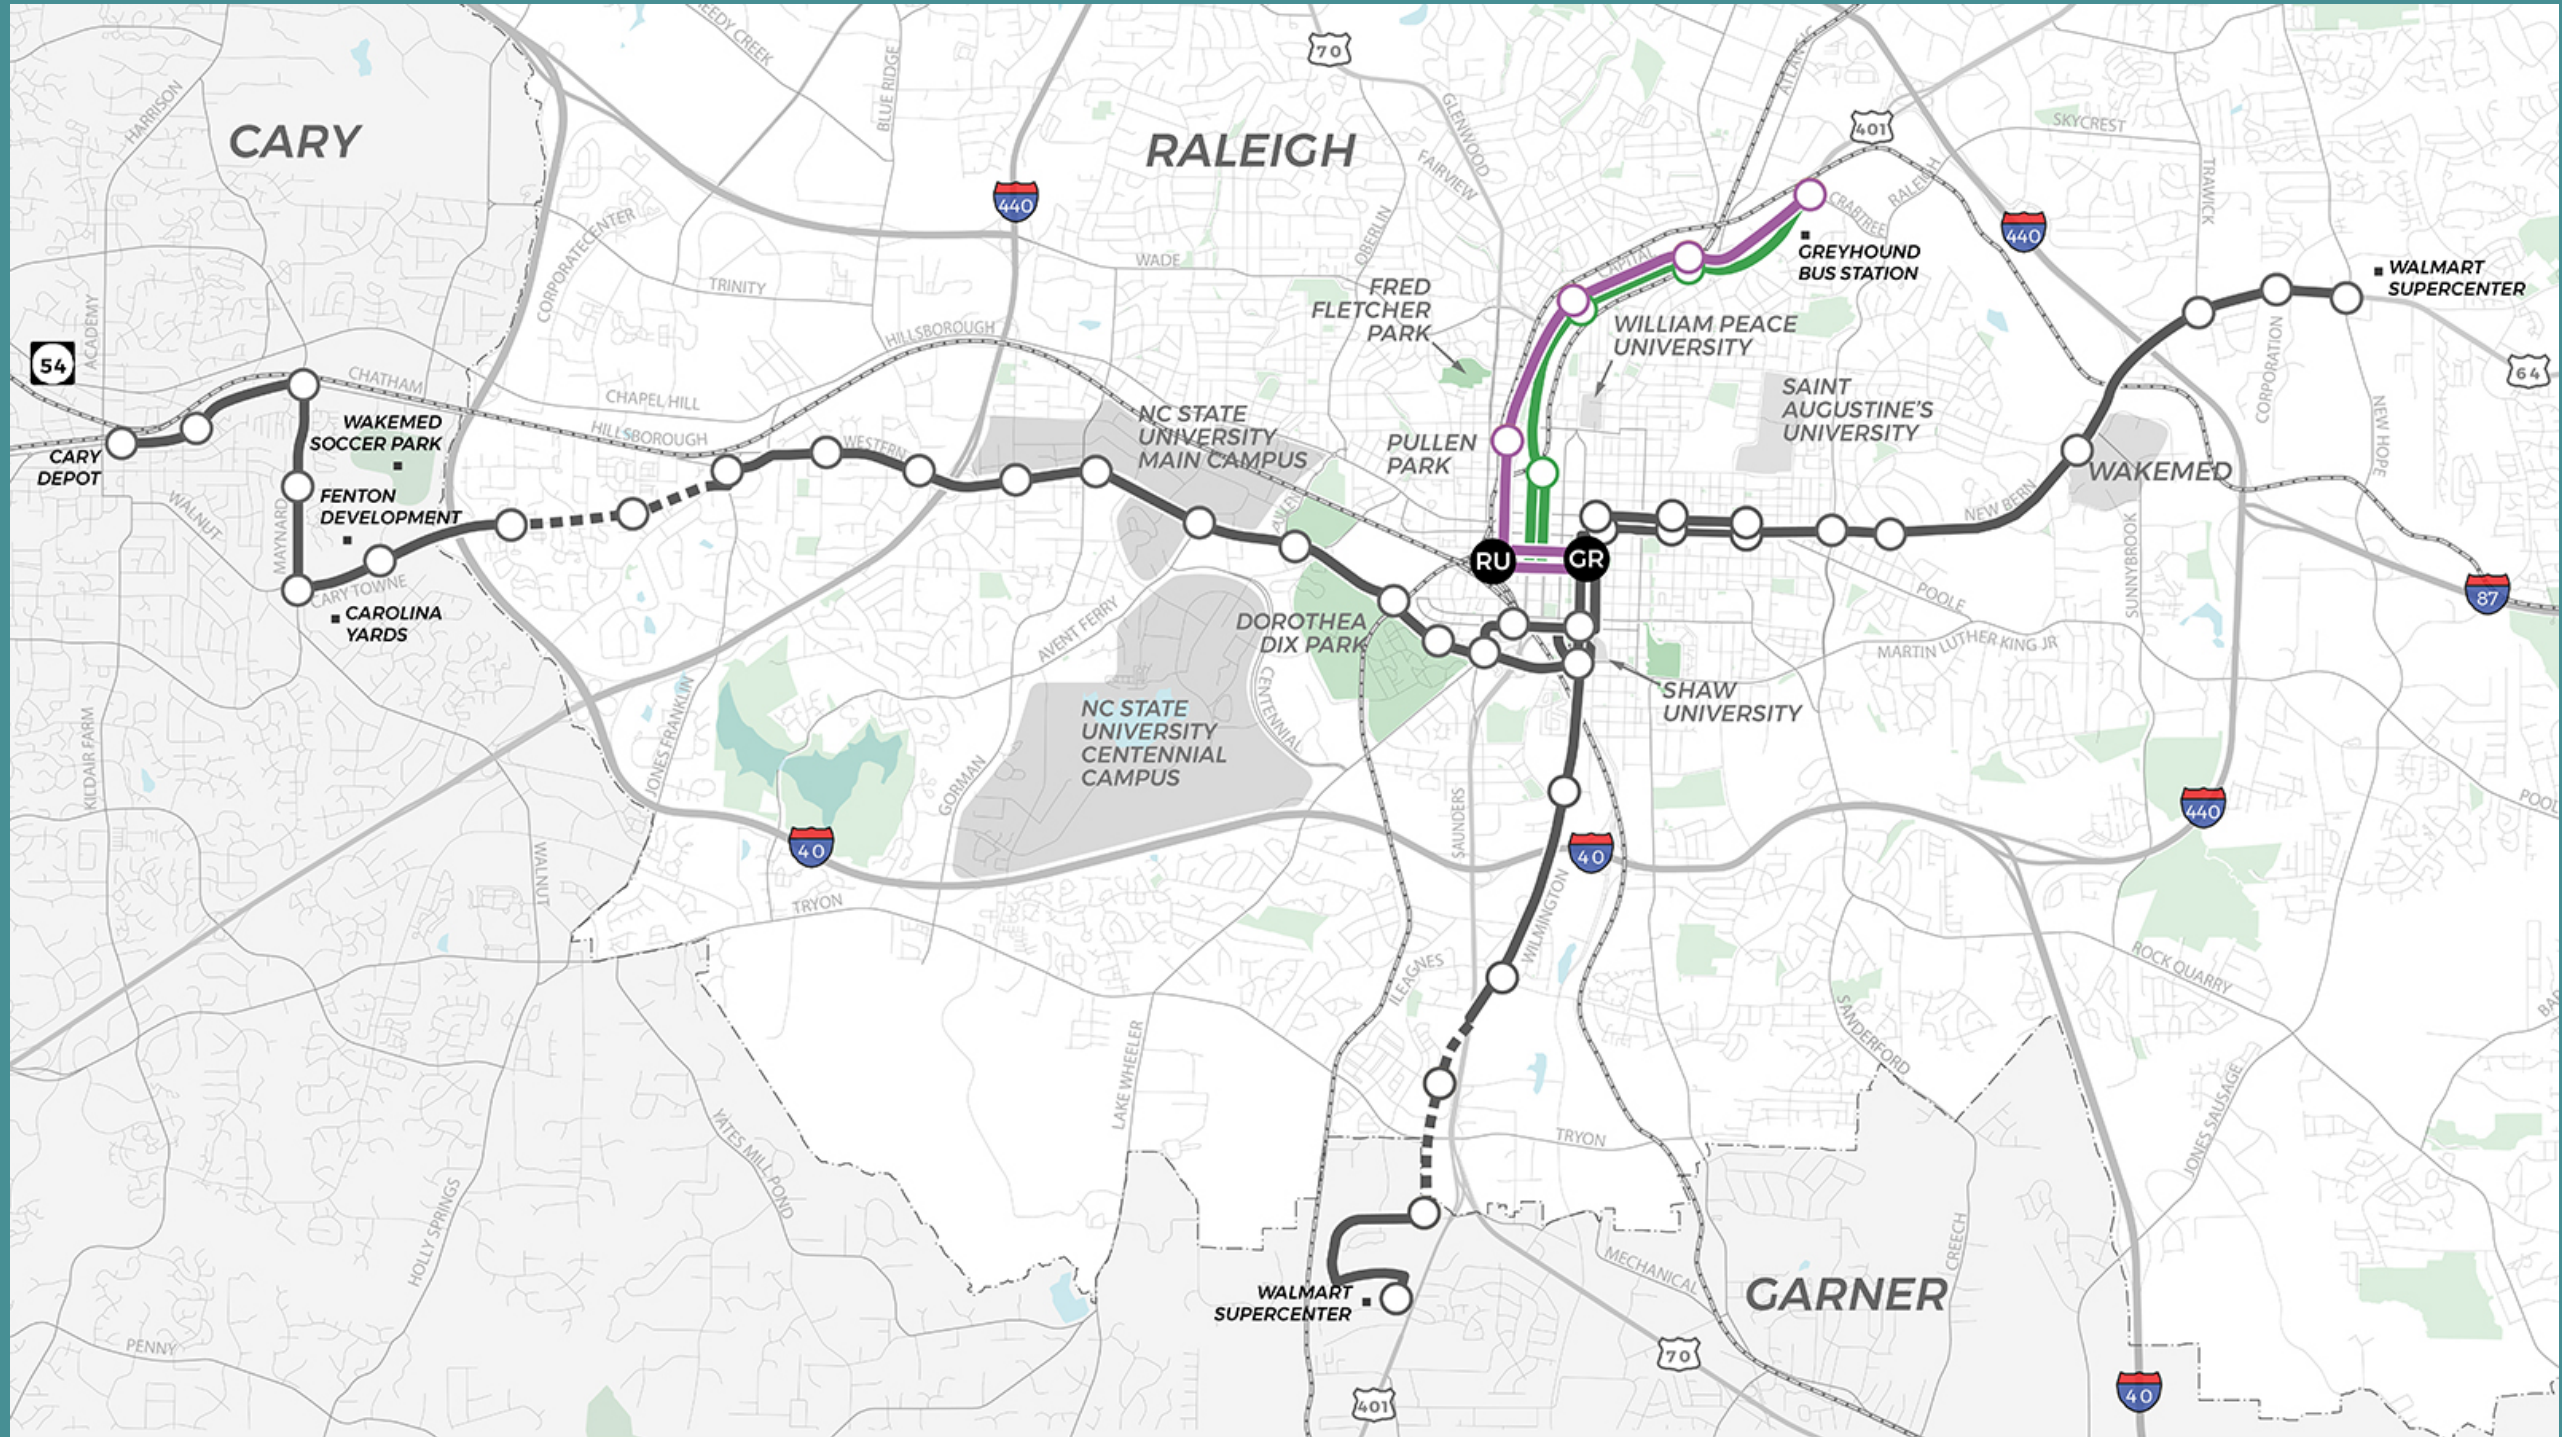 REEDY CREEK
70
ATLANTIC
HARRISON
BLUE RIDGE
CARY
RALEIGH
GLENWOOD
FAIRVIEW
401
SKYCREST
TRAWICK
RALEIGH
CRABTREE
440
440
CORPORATE CENTER
OBERLIN
WADE
TRINITY
CAPITAL
GREYHOUND
BUS STATION
WALMART
SUPERCENTER
FRED
FLETCHER
PARK
WILLIAM PEACE
UNIVERSITY
ACADEMY
54
HILLSBOROUGH
CORPORATION
64
CHATHAM
CHAPEL HILL
SAINT
AUGUSTINE'S
UNIVERSITY
NEW HOPE
WAKEMED
SOCCER PARK
HILLSBOROUGH
WESTERN
NC STATE
UNIVERSITY
MAIN CAMPUS
PULLEN
PARK
CARY
DEPOT
WAKEMED
WALNUT
FENTON
DEVELOPMENT
MAYNARD
NEW BERN
SUNNYBROOK
RU
GR
87
CARY TOWNE
CAROLINA
YARDS
AVENT FERRY
DOROTHEA
DIX PARK
POOLE
MARTIN LUTHER KING JR
SHAW
UNIVERSITY
CENTENNIAL
NC STATE
UNIVERSITY
CENTENNIAL
CAMPUS
JONES FRANKLIN
KILDAIR FARM
GORMAN
SAUNDERS
40
40
440
WALNUT
TRYON
WILMINGTON
ILEAGNES
ROCK QUARRY
SANDERFORD
LAKE WHEELER
JONES SAUSAGE
YATES MILL POND
TRYON
HOLLY SPRINGS
CREECH
MECHANICAL
WALMART
SUPERCENTER
GARNER
PENNY
70
401
40